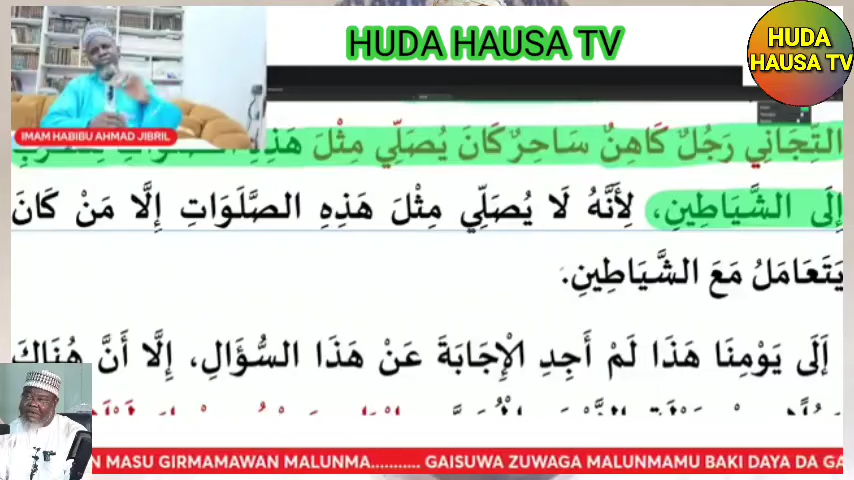 HUDA HAUSA TV
HUDA
HAUSA TV
IMAM HABIBU AHMAD JIBRIL
التِجَانِي رَجُلٌ كَاهِنٌ سَاحِرٌ كَانَ يُصَلِّي مِثْلَ هَذِهِ
إِلَى الشَّيَاطِينِ، لِأَنَّهُ لَا يُصَلِّي مِثْلَ هَذِهِ الصَّلَوَاتِ إِلَّا مَنْ كَانَ
يَتَعَامَلُ مَعَ الشَّيَاطِينِ.
إَلَى يَوْمِنَا هَذَا لَمْ أَجِدِ الْإِجَابَةَ عَنْ هَذَا السُّؤَالِ، إِلَّا أَنَّ هُنَاكَ
N MASU GIRMAMAWAN MALUNMA........... GAISUWA ZUWAGA MALUNMAMU BAKI DAYA DA GA